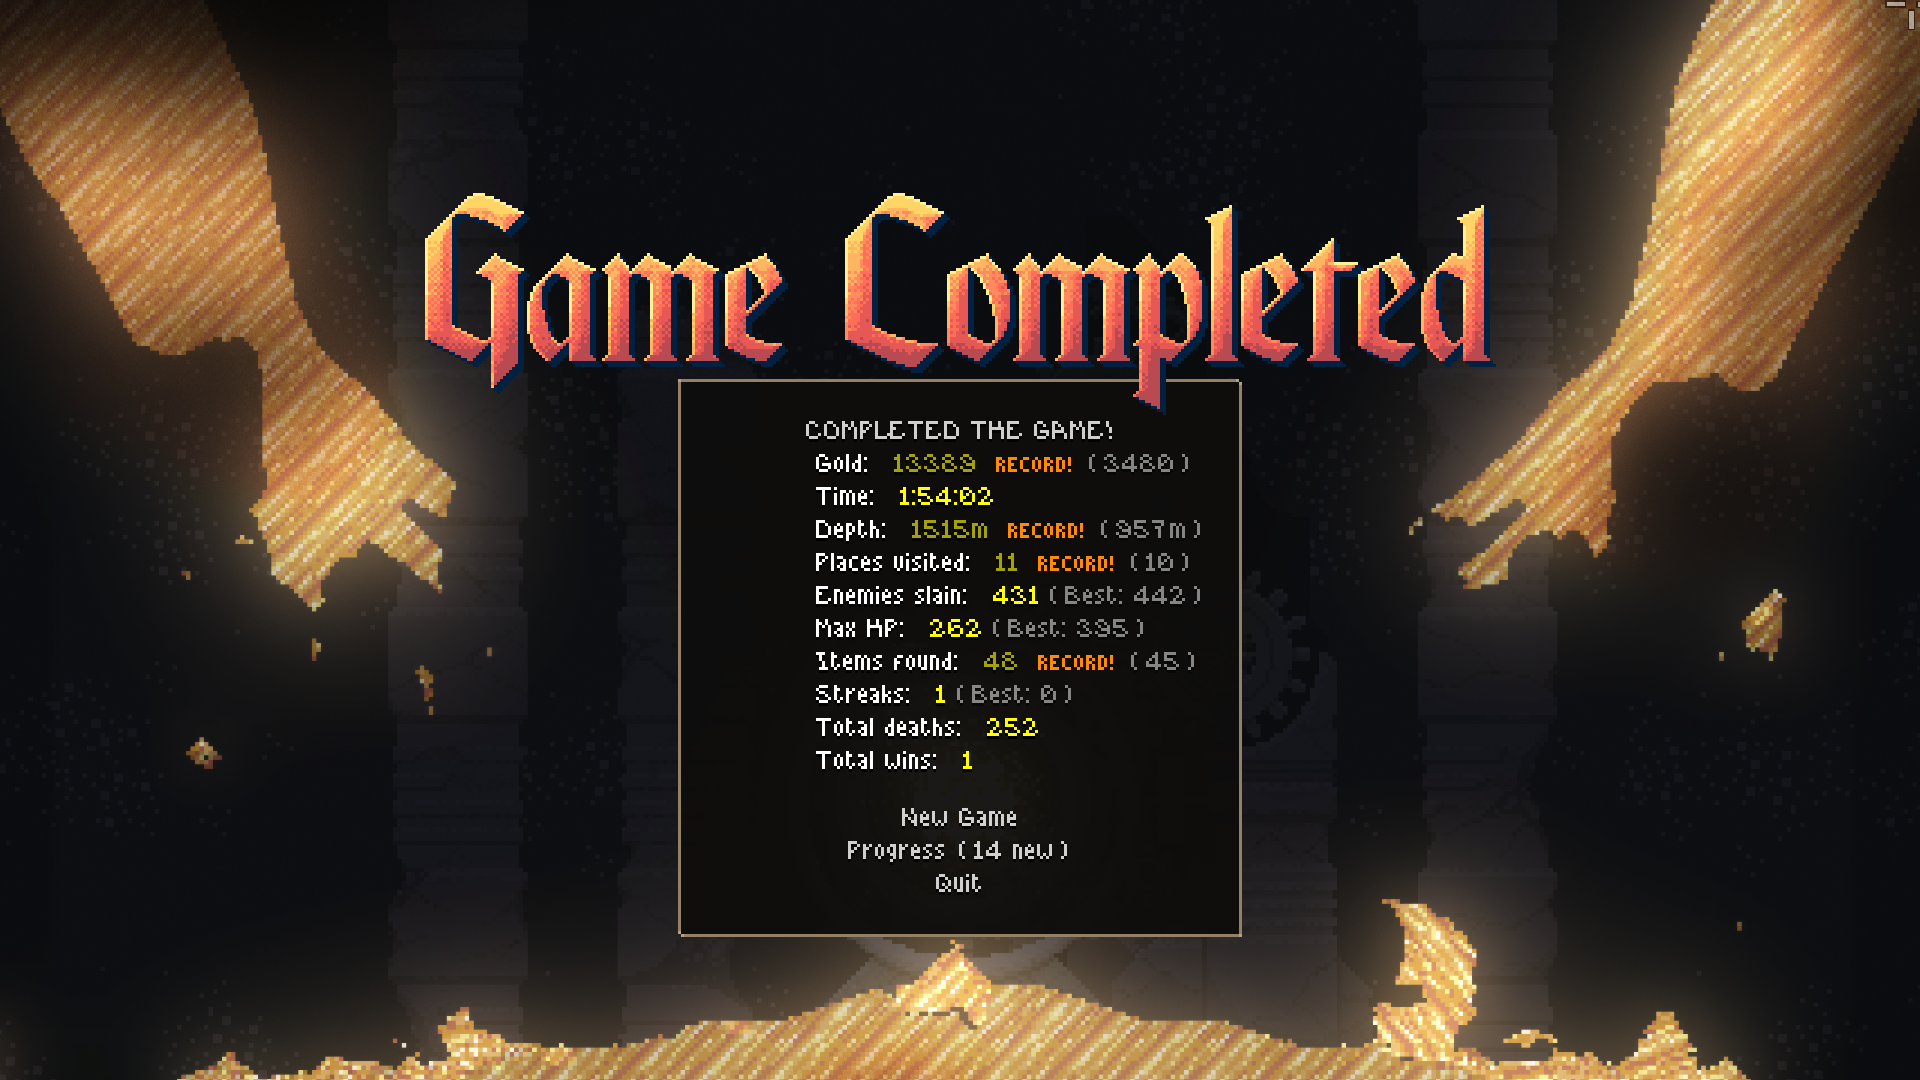 Game Completed
COMPLETED THE GAME!
Gold: 13389 RECORD! (3480)
Time: 1:54:02
Depth: 1515m RECORD! (957m)
Places visited: 11 RECORD! (10)
Enemies slain: 431 (Best: 442)
Max HP: 262 (Best: 395)
Items found: 48 RECORD! (45)
Streaks: 1 (Best: 0)
Total deaths: 252
Total wins: 1
New Game
Progress (14 new)
Quit